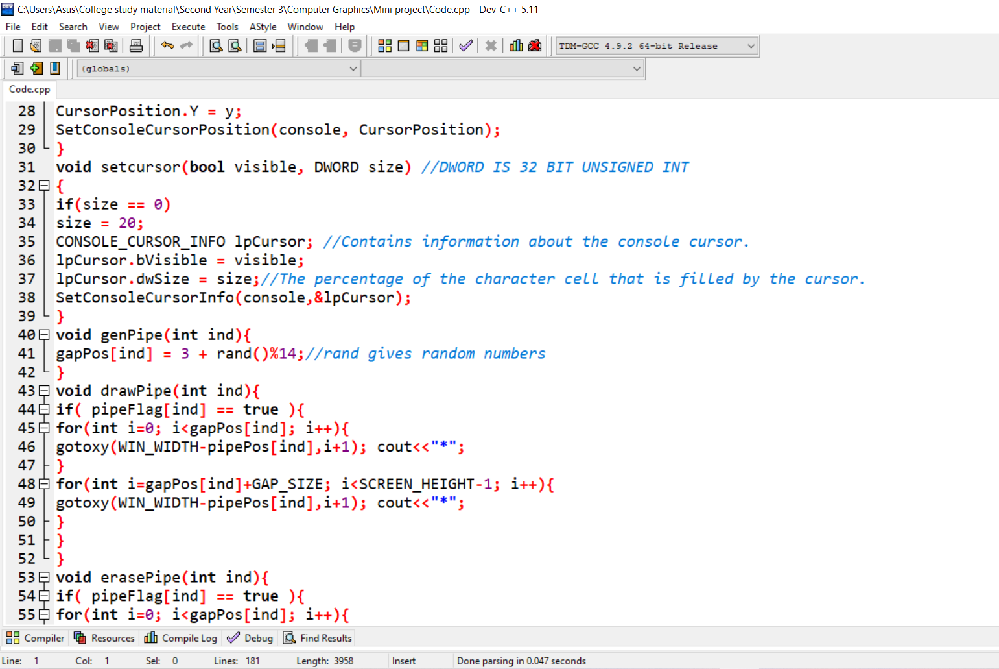 C:\Users\Asus\College study material\Second Year\Semester 3\Computer Graphics\Mini project\Code.cpp - Dev-C++ 5.11
File Edit Search View Project Execute Tools AStyle Window Help
TDM-GCC 4.9.2 64-bit Release
(globals)
Code.cpp
28 CursorPosition.Y = y;
29 SetConsoleCursorPosition(console, CursorPosition);
30 }
31 void setcursor(bool visible, DWORD size) //DWORD IS 32 BIT UNSIGNED INT
32 {
33 if(size == 0)
34 size = 20;
35 CONSOLE_CURSOR_INFO lpCursor; //Contains information about the console cursor.
36 lpCursor.bVisible = visible;
37 lpCursor.dwSize = size;//The percentage of the character cell that is filled by the cursor.
38 SetConsoleCursorInfo(console,&lpCursor);
39 }
40 void genPipe(int ind){
41 gapPos[ind] = 3 + rand()%14;//rand gives random numbers
42 }
43 void drawPipe(int ind){
44 if( pipeFlag[ind] == true ){
45 for(int i=0; i<gapPos[ind]; i++){
46 gotoxy(WIN_WIDTH-pipePos[ind],i+1); cout<<"*";
47 }
48 for(int i=gapPos[ind]+GAP_SIZE; i<SCREEN_HEIGHT-1; i++){
49 gotoxy(WIN_WIDTH-pipePos[ind],i+1); cout<<"*";
50 }
51 }
52 }
53 void erasePipe(int ind){
54 if( pipeFlag[ind] == true ){
55 for(int i=0; i<gapPos[ind]; i++){
Compiler Resources Compile Log Debug Find Results
Line: 1 Col: 1 Sel: 0 Lines: 181 Length: 3958 Insert Done parsing in 0.047 seconds